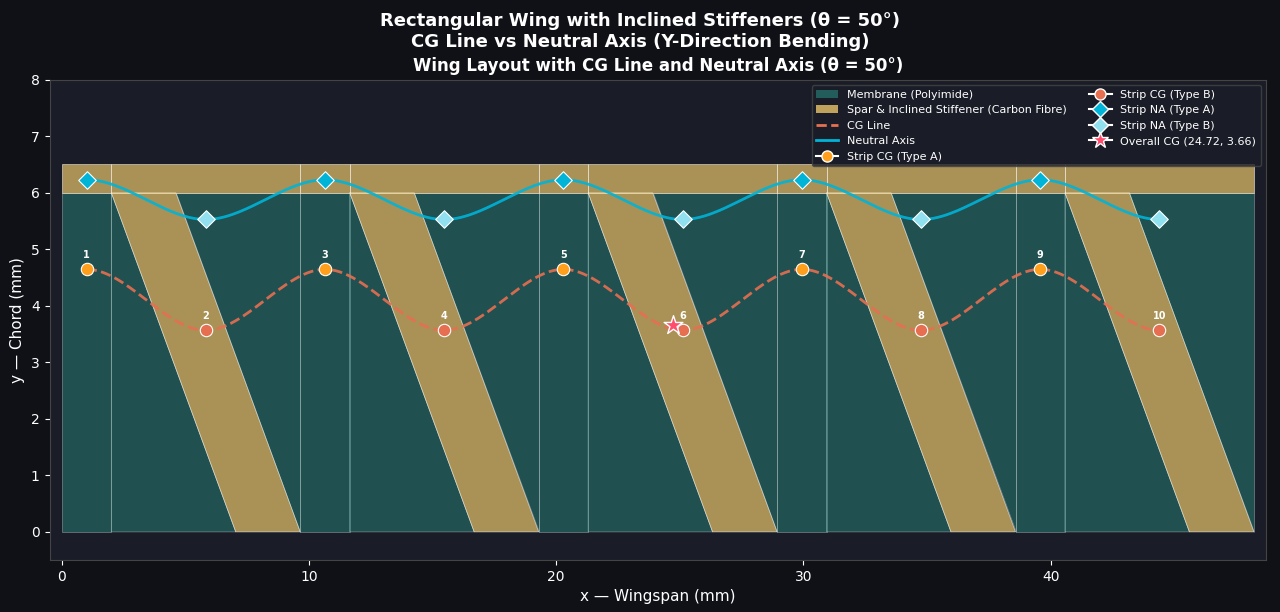 Rectangular Wing with Inclined Stiffeners (θ = 50°)
CG Line vs Neutral Axis (Y-Direction Bending)
Wing Layout with CG Line and Neutral Axis (θ = 50°)
Membrane (Polyimide)
Spar & Inclined Stiffener (Carbon Fibre)
CG Line
Neutral Axis
Strip CG (Type A)
Strip CG (Type B)
Strip NA (Type A)
Strip NA (Type B)
Overall CG (24.72, 3.66)
y — Chord (mm)
8
7
6
5
4
3
2
1
0
1
2
3
4
5
6
7
8
9
10
0
10
20
30
40
x — Wingspan (mm)